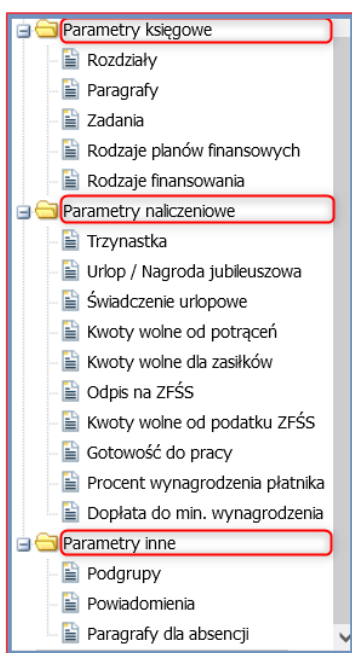 Parametry księgowe
Rozdziały
Paragrafy
Zadania
Rodzaje planów finansowych
Rodzaje finansowania
Parametry naliczeniowe
Trzynastka
Urlop / Nagroda jubileuszowa
Świadczenie urlopowe
Kwoty wolne od potrąceń
Kwoty wolne dla zasiłków
Odpis na ZFŚS
Kwoty wolne od podatku ZFŚS
Gotowość do pracy
Procent wynagrodzenia płatnika
Dopłata do min. wynagrodzenia
Parametry inne
Podgrupy
Powiadomienia
Paragrafy dla absencji